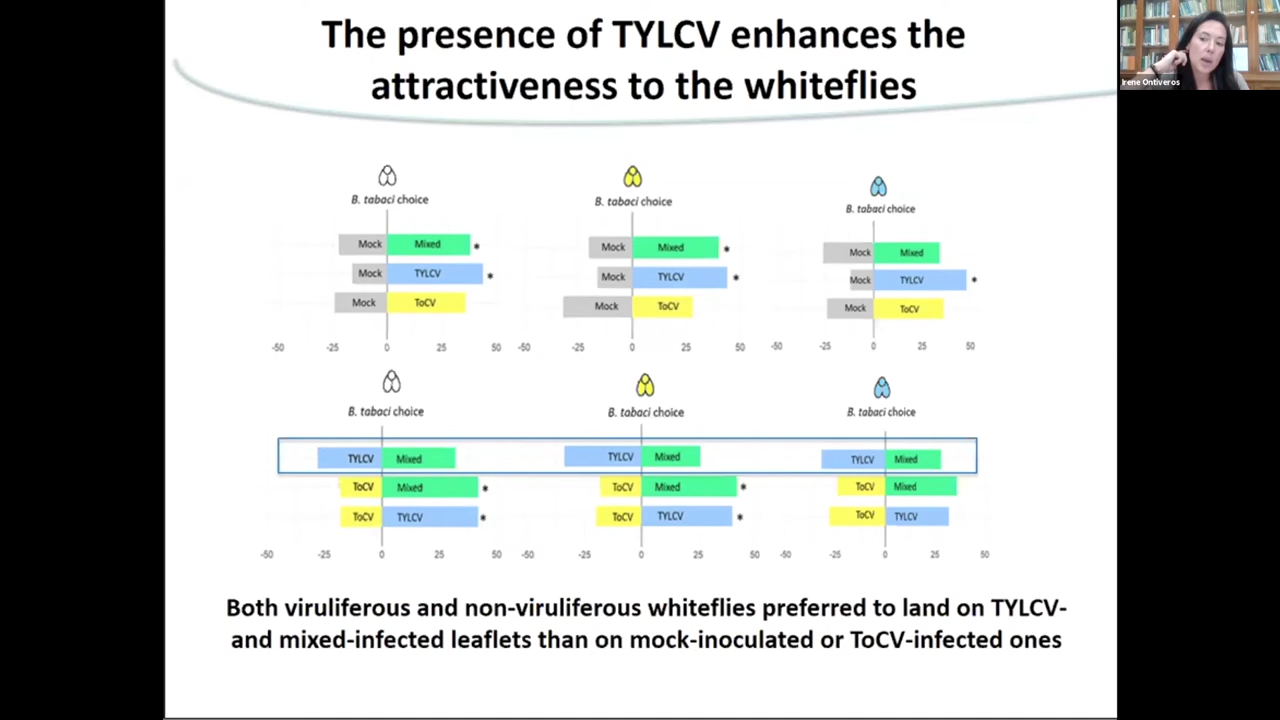 The presence of TYLCV enhances the
attractiveness to the whiteflies
Irene Ontiveros
B. tabaci choice
Mock Mixed *
Mock TYLCV *
Mock ToCV
-50 -25 0 25 50
B. tabaci choice
Mock Mixed *
Mock TYLCV *
Mock ToCV
-50 -25 0 25 50
B. tabaci choice
Mock Mixed
Mock TYLCV *
Mock ToCV
-50 -25 0 25 50
B. tabaci choice
TYLCV Mixed
ToCV Mixed *
ToCV TYLCV *
-50 -25 0 25 50
B. tabaci choice
TYLCV Mixed
ToCV Mixed *
ToCV TYLCV *
-50 -25 0 25 50
B. tabaci choice
TYLCV Mixed
ToCV Mixed
ToCV TYLCV
-50 -25 0 25 50
Both viruliferous and non-viruliferous whiteflies preferred to land on TYLCV-
and mixed-infected leaflets than on mock-inoculated or ToCV-infected ones